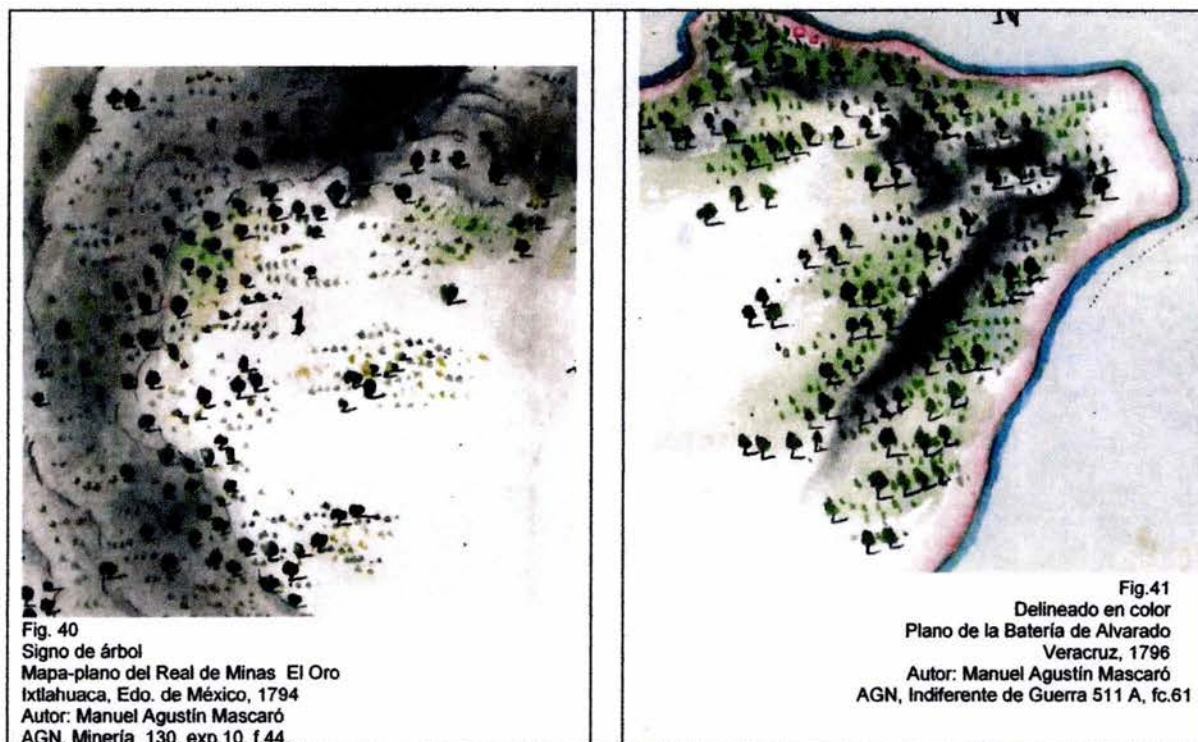 N
1
Fig. 40
Signo de árbol
Mapa-plano del Real de Minas El Oro
Ixtlahuaca, Edo. de México, 1794
Autor: Manuel Agustín Mascaró
AGN, Minería, 130, exp.10, f.44
Fig.41
Delineado en color
Plano de la Batería de Alvarado
Veracruz, 1796
Autor: Manuel Agustín Mascaró
AGN, Indiferente de Guerra 511 A, fc.61